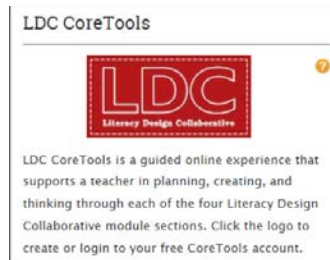 LDC CoreTools
?
LDC
Literacy Design Collaborative
LDC CoreTools is a guided online experience that
supports a teacher in planning, creating, and
thinking through each of the four Literacy Design
Collaborative module sections. Click the logo to
create or login to your free CoreTools account.